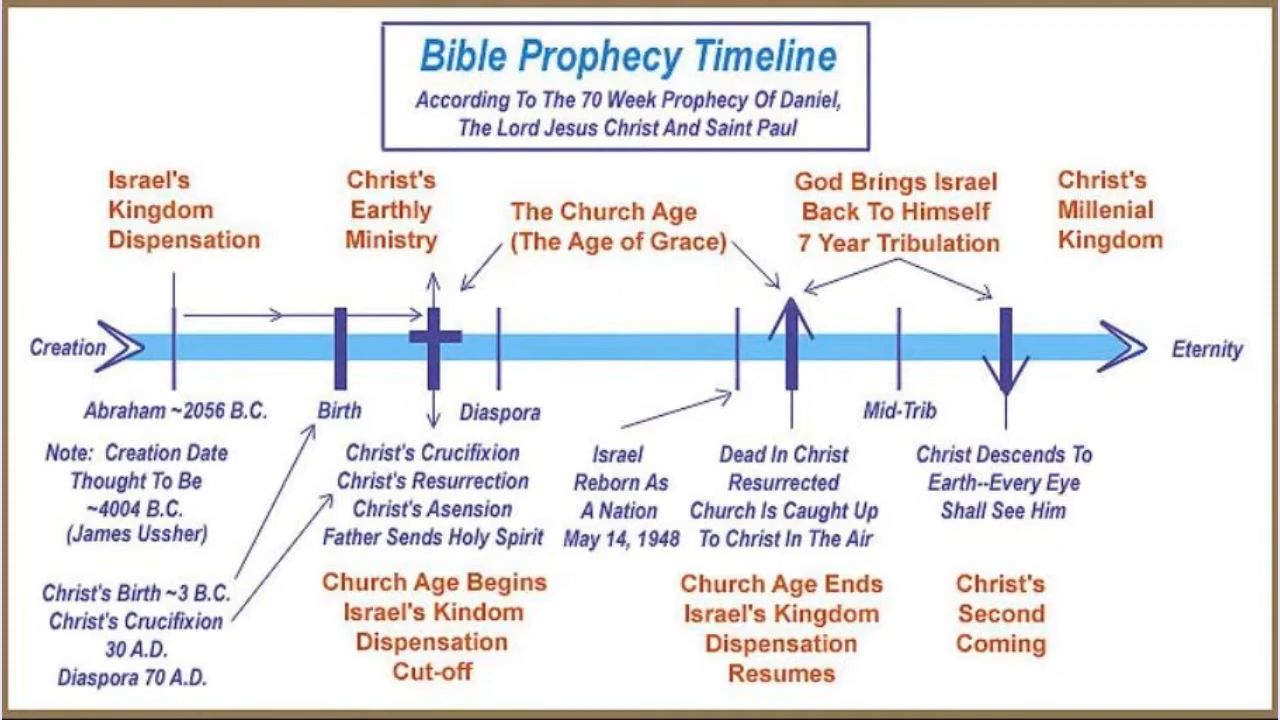 Bible Prophecy Timeline
According To The 70 Week Prophecy Of Daniel,
The Lord Jesus Christ And Saint Paul
Israel's
Kingdom
Dispensation
Christ's
Earthly
Ministry
The Church Age
(The Age of Grace)
God Brings Israel
Back To Himself
7 Year Tribulation
Christ's
Millenial
Kingdom
Creation
Eternity
Abraham ~2056 B.C.
Birth
Diaspora
Mid-Trib
Note: Creation Date
Thought To Be
~4004 B.C.
(James Ussher)
Christ's Crucifixion
Christ's Resurrection
Christ's Asension
Father Sends Holy Spirit
Israel
Reborn As
A Nation
May 14, 1948
Dead In Christ
Resurrected
Church Is Caught Up
To Christ In The Air
Christ Descends To
Earth--Every Eye
Shall See Him
Christ's Birth ~3 B.C.
Christ's Crucifixion
30 A.D.
Diaspora 70 A.D.
Church Age Begins
Israel's Kindom
Dispensation
Cut-off
Church Age Ends
Israel's Kingdom
Dispensation
Resumes
Christ's
Second
Coming